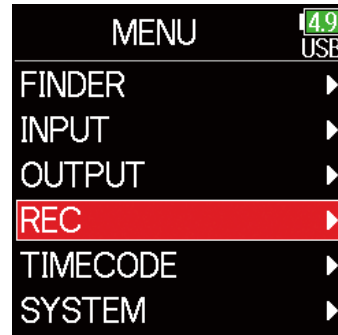 MENU
4.9
USB
FINDER
INPUT
OUTPUT
REC
TIMECODE
SYSTEM